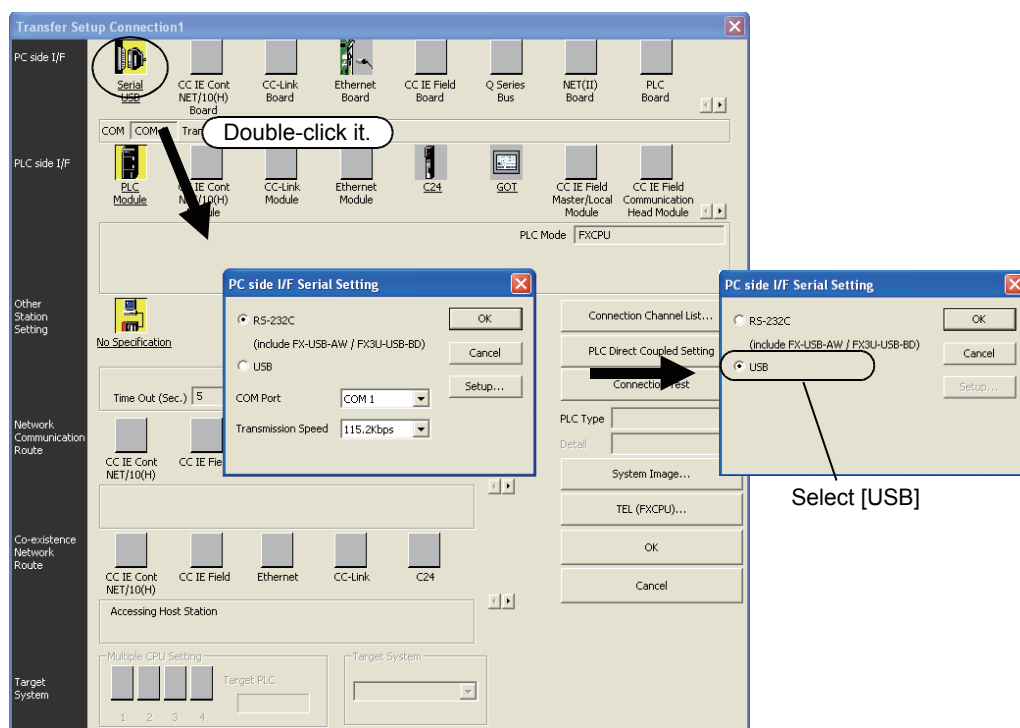 Transfer Setup Connection1
PC side I/F
Serial
USB
CC IE Cont
NET/10(H)
Board
CC-Link
Board
Ethernet
Board
CC IE Field
Board
Q Series
Bus
NET(II)
Board
PLC
Board
COM
COM
Double-click it.
PLC side I/F
PLC
Module
IE Cont
CC-Link
Module
Ethernet
Module
C24
GOT
CC IE Field
Master/Local
Module
CC IE Field
Communication
Head Module
PLC Mode
FXCPU
Other
Station
Setting
No Specification
Time Out (Sec.)
5
PC side I/F Serial Setting
RS-232C
(include FX-USB-AW / FX3U-USB-BD)
USB
COM Port
COM 1
Transmission Speed
115.2Kbps
OK
Cancel
Setup...
Connection Channel List...
PLC Direct Coupled Setting
PLC Type
Detail
System Image...
TEL (FXCPU)...
OK
Cancel
PC side I/F Serial Setting
RS-232C
(include FX-USB-AW / FX3U-USB-BD)
USB
OK
Cancel
Setup...
Select [USB]
Network
Communication
Route
CC IE Cont
NET/10(H)
CC IE
Co-existence
Network
Route
CC IE Cont
NET/10(H)
CC IE Field
Ethernet
CC-Link
C24
Accessing Host Station
Target
System
Multiple CPU Setting
1 2 3 4
Target PLC
Target System